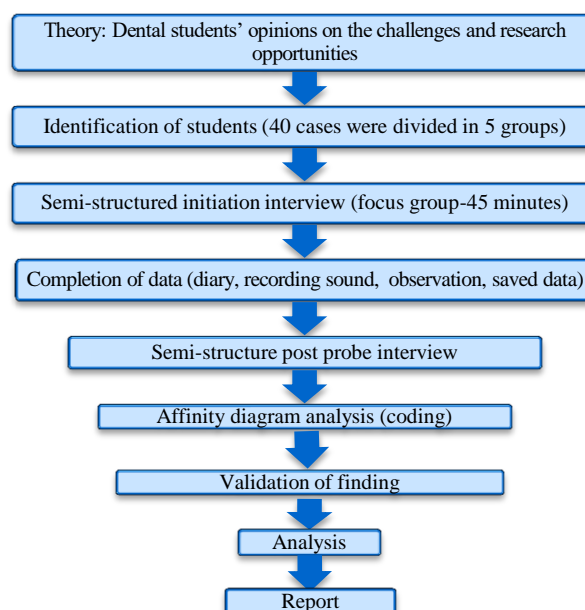 Theory: Dental students’ opinions on the challenges and research
opportunities
Identification of students (40 cases were divided in 5 groups)
Semi-structured initiation interview (focus group-45 minutes)
Completion of data (diary, recording sound, observation, saved data)
Semi-structure post probe interview
Affinity diagram analysis (coding)
Validation of finding
Analysis
Report